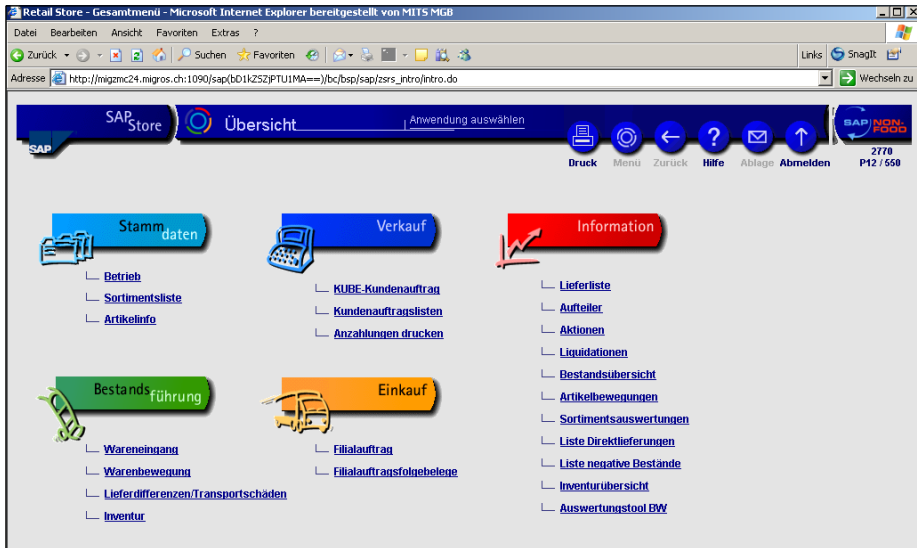 Retail Store - Gesamtmenü - Microsoft Internet Explorer bereitgestellt von MITS MGB
Datei Bearbeiten Ansicht Favoriten Extras ?
Zurück Suchen Favoriten Links SnagIt
Adresse http://migzmc24.migros.ch:1090/sap(bD1kZSZjPTU1MA==)/bc/bsp/sap/zsrs_intro/intro.do Wechseln zu
SAP Store Übersicht Anwendung auswählen
SAP
SAP NON-FOOD
Druck Menü Zurück Hilfe Ablage Abmelden
2770
P12 / 550
Stammdaten
Betrieb
Sortimentsliste
Artikelinfo
Verkauf
KUBE-Kundenauftrag
Kundenauftragslisten
Anzahlungen drucken
Information
Lieferliste
Aufteiler
Aktionen
Liquidationen
Bestandsübersicht
Artikelbewegungen
Sortimentsauswertungen
Liste Direktlieferungen
Liste negative Bestände
Inventurübersicht
Auswertungstool BW
Bestandsführung
Wareneingang
Warenbewegung
Lieferdifferenzen/Transportschäden
Inventur
Einkauf
Filialauftrag
Filialauftragsfolgebelege